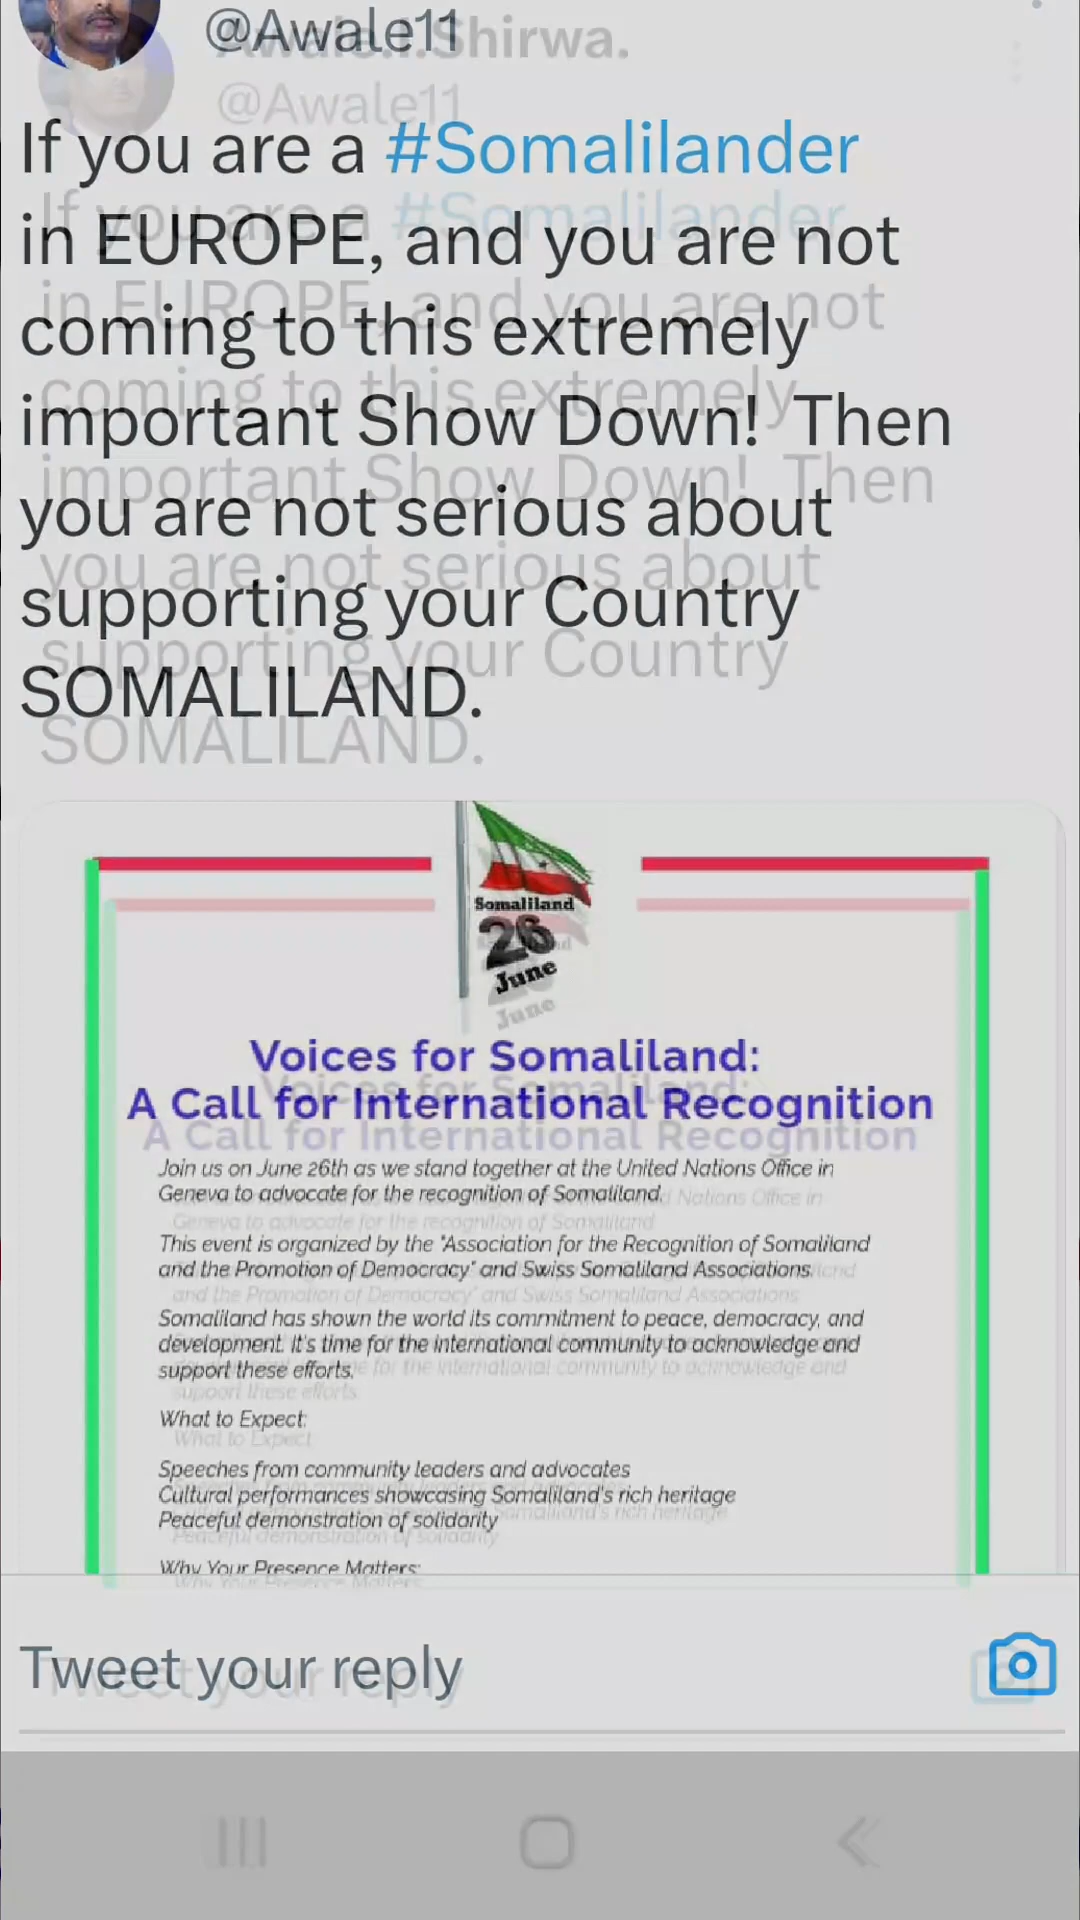 @Awale11
Awale.I.Shirwa.
@Awale11
If you are a #Somalilander
in EUROPE, and you are not
coming to this extremely
important Show Down!  Then
you are not serious about
supporting your Country
SOMALILAND.
Somaliland
26
June
Voices for Somaliland:
A Call for International Recognition
Join us on June 26th as we stand together at the United Nations Office in
Geneva to advocate for the recognition of Somaliland.
This event is organized by the "Association for the Recognition of Somaliland
and the Promotion of Democracy" and Swiss Somaliland Associations.
Somaliland has shown the world its commitment to peace, democracy, and
development. It's time for the international community to acknowledge and
support these efforts.
What to Expect:
Speeches from community leaders and advocates
Cultural performances showcasing Somaliland's rich heritage
Peaceful demonstration of solidarity
Why Your Presence Matters:
Tweet your reply